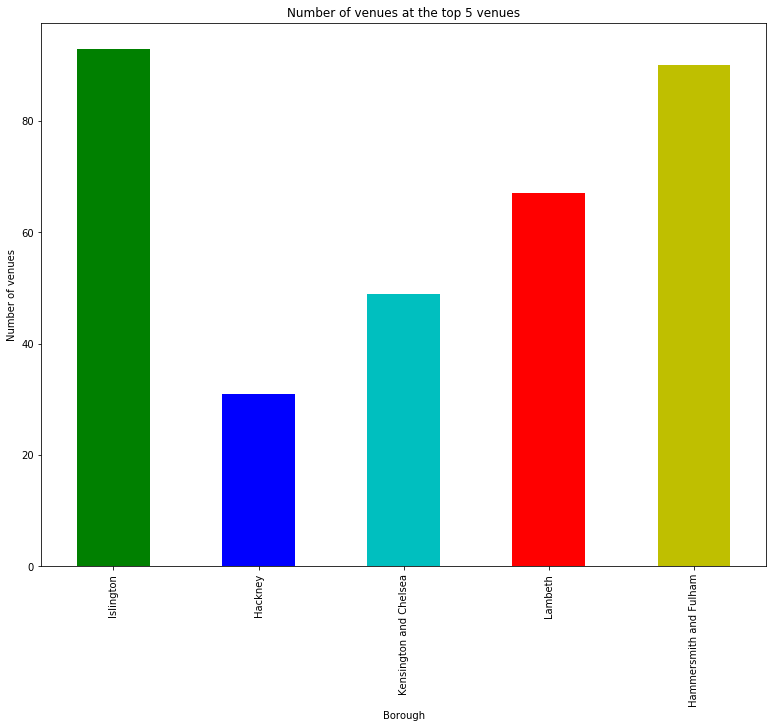 Number of venues at the top 5 venues
Number of venues
80
60
40
20
0
Islington
Hackney
Kensington and Chelsea
Lambeth
Hammersmith and Fulham
Borough